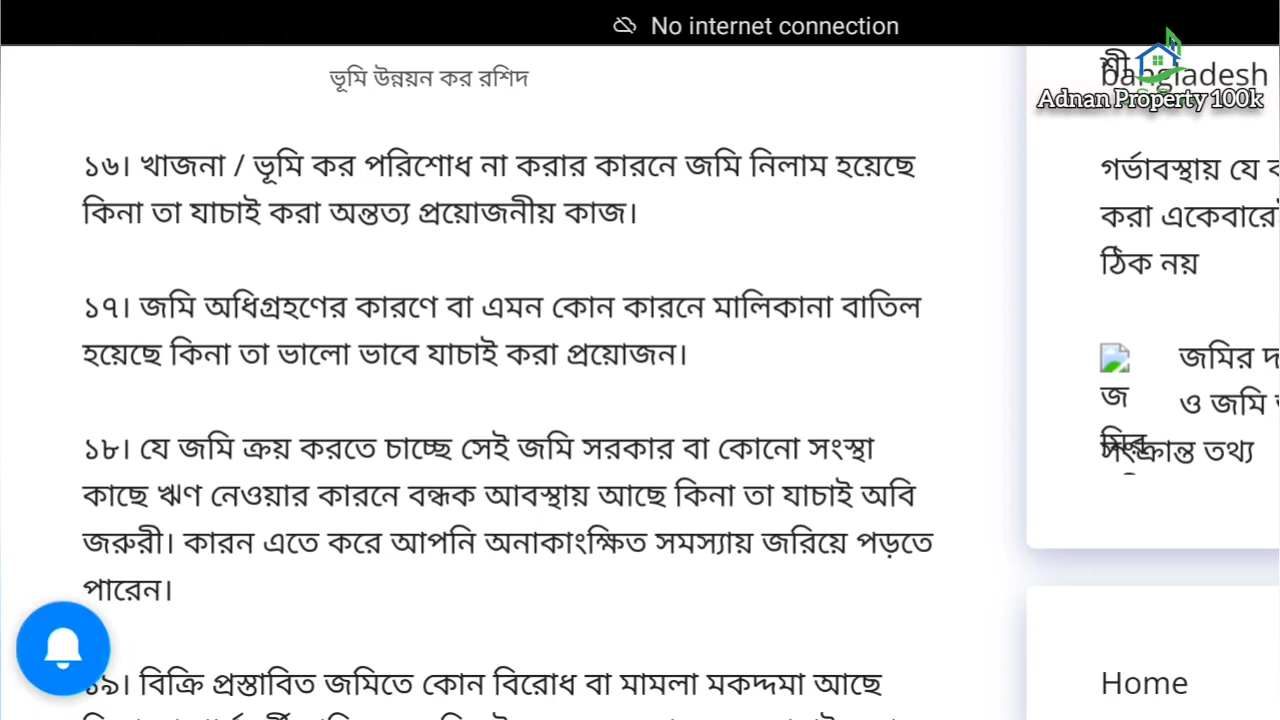 No internet connection
ভূমি উন্নয়ন কর রশিদ
১৬। খাজনা / ভূমি কর পরিশোধ না করার কারনে জমি নিলাম হয়েছে
কিনা তা যাচাই করা অন্তত্য প্রয়োজনীয় কাজ।
১৭। জমি অধিগ্রহণের কারণে বা এমন কোন কারনে মালিকানা বাতিল
হয়েছে কিনা তা ভালো ভাবে যাচাই করা প্রয়োজন।
১৮। যে জমি ক্রয় করতে চাচ্ছে সেই জমি সরকার বা কোনো সংস্থা
কাছে ঋণ নেওয়ার কারনে বন্ধক আবস্থায় আছে কিনা তা যাচাই অবি
জরুরী। কারন এতে করে আপনি অনাকাংক্ষিত সমস্যায় জরিয়ে পড়তে
পারেন।
১৯। বিক্রি প্রস্তাবিত জমিতে কোন বিরোধ বা মামলা মকদ্দমা আছে
bangladesh
Adnan Property 100k
গর্ভাবস্থায় যে
করা একেবারে
ঠিক নয়
জমির
ও জমি
সংক্রান্ত তথ্য
Home